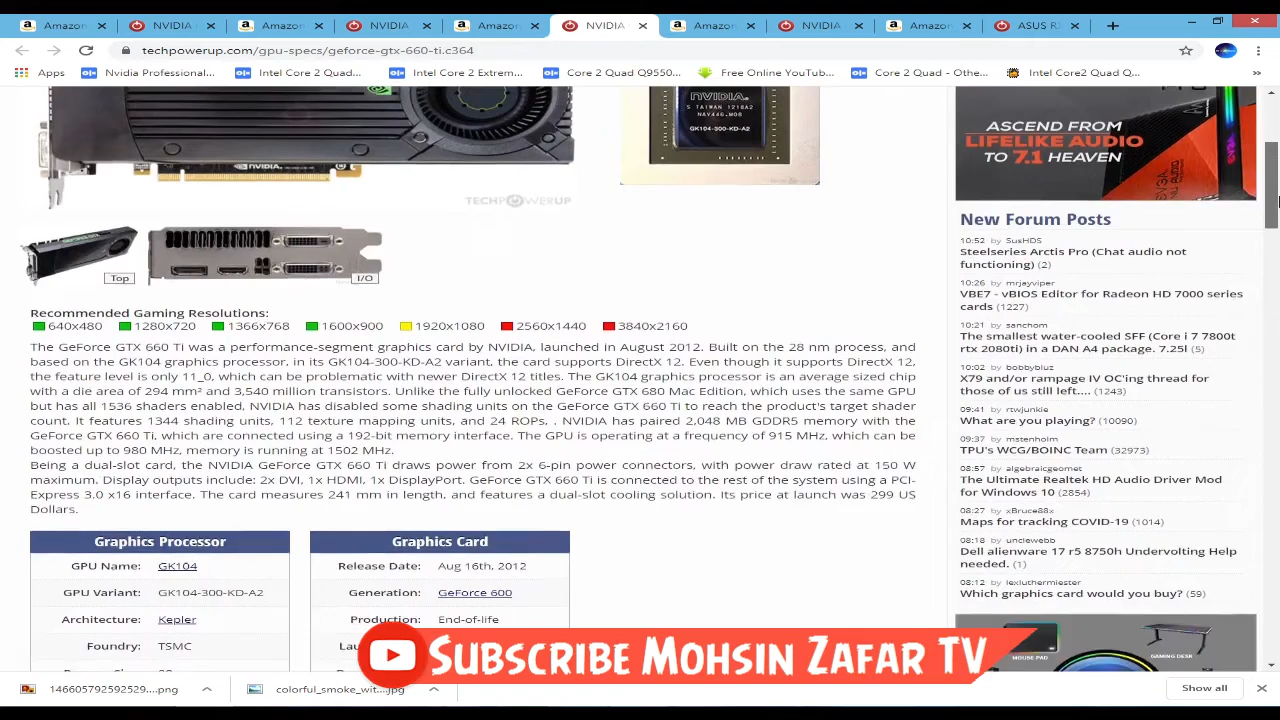 Amazon
NVIDIA
Amazon
NVIDIA
Amazon
NVIDIA
Amazon
NVIDIA
Amazon
ASUS R
techpowerup.com/gpu-specs/geforce-gtx-660-ti.c364
Apps
Nvidia Professional...
Intel Core 2 Quad...
Intel Core 2 Extrem...
Core 2 Quad Q9550...
Free Online YouTub...
Core 2 Quad - Othe...
Intel Core2 Quad Q...
»
NVIDIA.
S TAIWAN 1218A2
NAV44G.M08
GK104-300-KD-A2
TECHPOWERUP
Top
I/O
Recommended Gaming Resolutions:
640x480 1280x720 1366x768 1600x900 1920x1080 2560x1440 3840x2160
The GeForce GTX 660 Ti was a performance-segment graphics card by NVIDIA, launched in August 2012. Built on the 28 nm process, and
based on the GK104 graphics processor, in its GK104-300-KD-A2 variant, the card supports DirectX 12. Even though it supports DirectX 12,
the feature level is only 11_0, which can be problematic with newer DirectX 12 titles. The GK104 graphics processor is an average sized chip
with a die area of 294 mm² and 3,540 million transistors. Unlike the fully unlocked GeForce GTX 680 Mac Edition, which uses the same GPU
but has all 1536 shaders enabled, NVIDIA has disabled some shading units on the GeForce GTX 660 Ti to reach the product's target shader
count. It features 1344 shading units, 112 texture mapping units, and 24 ROPs, . NVIDIA has paired 2,048 MB GDDR5 memory with the
GeForce GTX 660 Ti, which are connected using a 192-bit memory interface. The GPU is operating at a frequency of 915 MHz, which can be
boosted up to 980 MHz, memory is running at 1502 MHz.
Being a dual-slot card, the NVIDIA GeForce GTX 660 Ti draws power from 2x 6-pin power connectors, with power draw rated at 150 W
maximum. Display outputs include: 2x DVI, 1x HDMI, 1x DisplayPort. GeForce GTX 660 Ti is connected to the rest of the system using a PCI-
Express 3.0 x16 interface. The card measures 241 mm in length, and features a dual-slot cooling solution. Its price at launch was 299 US
Dollars.
Graphics Processor
GPU Name: GK104
GPU Variant: GK104-300-KD-A2
Architecture: Kepler
Foundry: TSMC
Graphics Card
Release Date: Aug 16th, 2012
Generation: GeForce 600
Production: End-of-life
ASCEND FROM
LIFELIKE AUDIO
TO 7.1 HEAVEN
New Forum Posts
10:52 by SusHDS
Steelseries Arctis Pro (Chat audio not
functioning) (2)
10:26 by mrjayviper
VBE7 - vBIOS Editor for Radeon HD 7000 series
cards (1227)
10:21 by sanchom
The smallest water-cooled SFF (Core i 7 7800t
rtx 2080ti) in a DAN A4 package. 7.25l (5)
10:02 by bobbybluz
X79 and/or rampage IV OC'ing thread for
those of us still left.... (1243)
09:41 by rtwjunkie
What are you playing? (10090)
09:37 by mstenholm
TPU's WCG/BOINC Team (32973)
08:57 by algebraicgeomet
The Ultimate Realtek HD Audio Driver Mod
for Windows 10 (2854)
08:27 by xBruce88x
Maps for tracking COVID-19 (1014)
08:18 by unclewebb
Dell alienware 17 r5 8750h Undervolting Help
needed. (1)
08:12 by lexluthermiester
Which graphics card would you buy? (59)
MOUSE PAD
GAMING DESK
SUBSCRIBE MOHSIN ZAFAR TV
146605792592529....png
colorful_smoke_wit...jpg
Show all